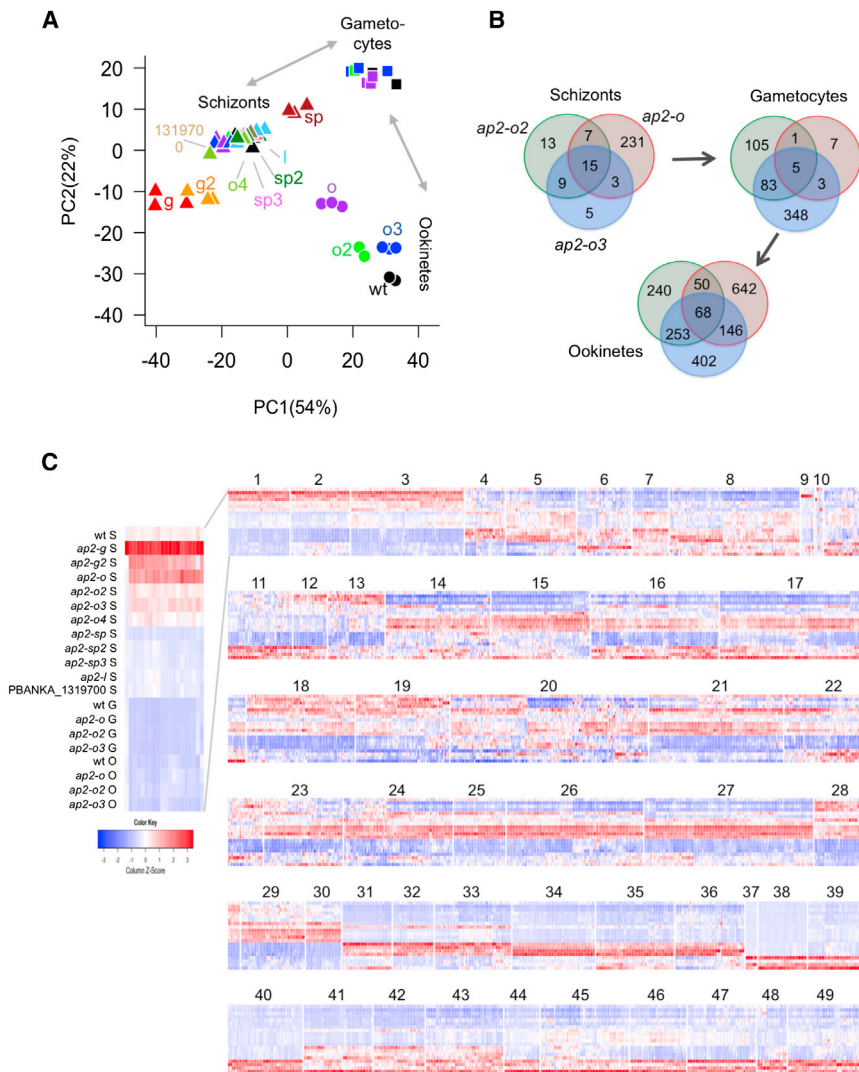 A
Gameto-
cytes
20
10
0
-10
-20
-30
-40
PC2(22%)
Schizonts
131970
0
sp
l
sp2
o4
sp3
g2
g
o
o3
o2
wt
Ookinetes
-40
-20
0
20
40
PC1(54%)
B
Schizonts
ap2-o2
ap2-o
13
7
231
15
9
3
5
ap2-o3
Gametocytes
105
1
7
5
83
3
348
240
50
642
68
253
146
402
Ookinetes
C
wt S
ap2-g S
ap2-g2 S
ap2-o S
ap2-o2 S
ap2-o3 S
ap2-o4 S
ap2-sp S
ap2-sp2 S
ap2-sp3 S
ap2-l S
PBANKA_1319700 S
wt G
ap2-o G
ap2-o2 G
ap2-o3 G
wt O
ap2-o O
ap2-o2 O
ap2-o3 O
Color Key
-3 -2 -1 0 1 2 3
Column Z-Score
1 2 3 4 5 6 7 8 9 10
11 12 13 14 15 16 17
18 19 20 21 22
23 24 25 26 27 28
29 30 31 32 33 34 35 36 37 38 39
40 41 42 43 44 45 46 47 48 49